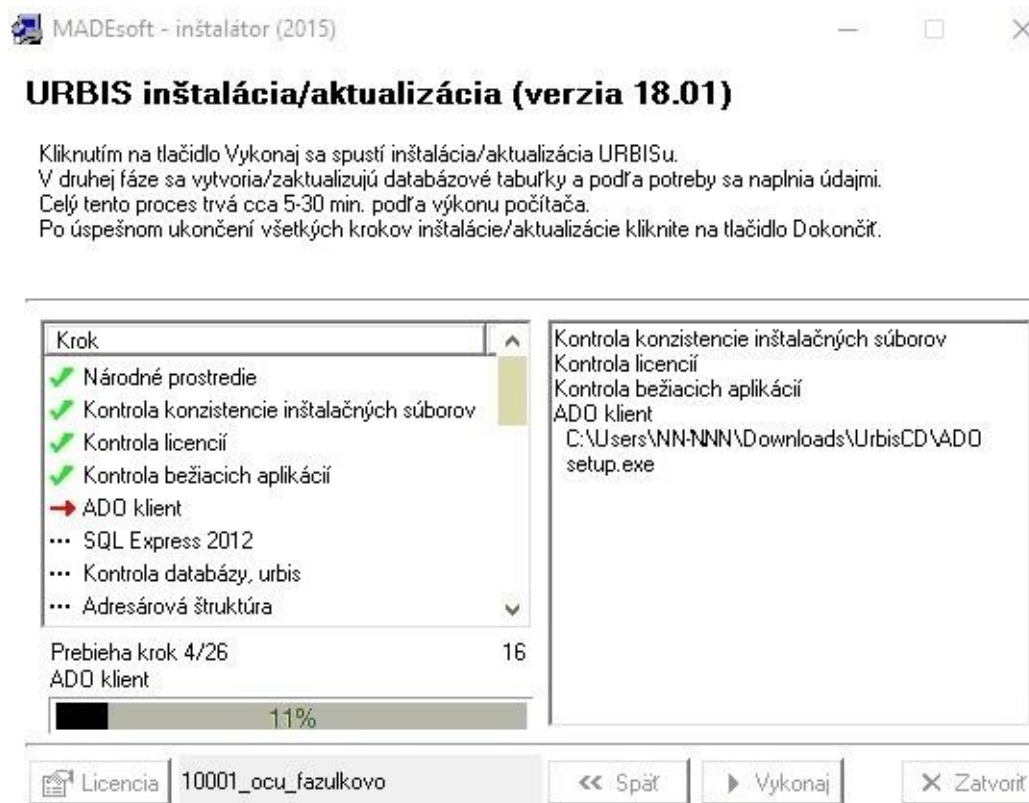 MADEsoft - inštalátor (2015)
URBIS inštalácia/aktualizácia (verzia 18.01)
Kliknutím na tlačidlo Vykonaj sa spustí inštalácia/aktualizácia URBISu.
V druhej fáze sa vytvoria/zaktualizujú databázové tabuľky a podľa potreby sa naplnia údajmi.
Celý tento proces trvá cca 5-30 min. podľa výkonu počítača.
Po úspešnom ukončení všetkých krokov inštalácie/aktualizácie kliknite na tlačidlo Dokončiť.
Krok
Národné prostredie
Kontrola konzistencie inštalačných súborov
Kontrola licencií
Kontrola bežiacich aplikácií
ADO klient
SQL Express 2012
Kontrola databázy, urbis
Adresárová štruktúra
Prebieha krok 4/26 16
ADO klient
11%
Kontrola konzistencie inštalačných súborov
Kontrola licencií
Kontrola bežiacich aplikácií
ADO klient
C:\Users\NN-NNN\Downloads\UrbisCD\ADO
setup.exe
Licencia 10001_ocu_fazulkovo Späť Vykonaj Zatvoriť